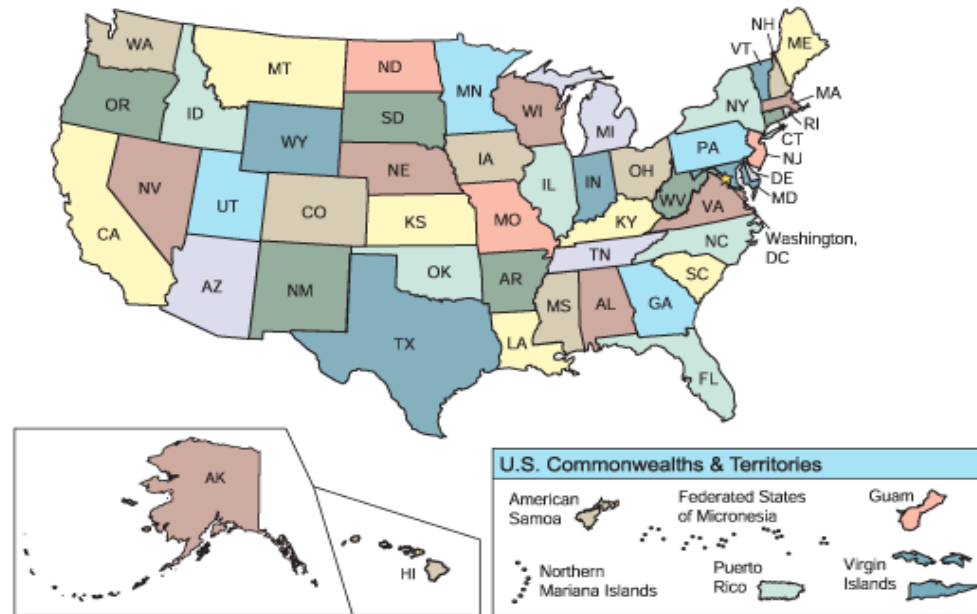 WA
MT
ND
MN
OR
ID
WY
SD
WI
MI
NH
VT
ME
NY
MA
RI
CT
NJ
DE
MD
Washington,
DC
PA
NV
UT
CO
NE
IA
IL
IN
OH
WV
VA
CA
KS
MO
KY
NC
AZ
NM
OK
AR
TN
SC
TX
LA
MS
AL
GA
FL
AK
HI
U.S. Commonwealths & Territories
American
Samoa
Federated States
of Micronesia
Guam
Northern
Mariana Islands
Puerto
Rico
Virgin
Islands